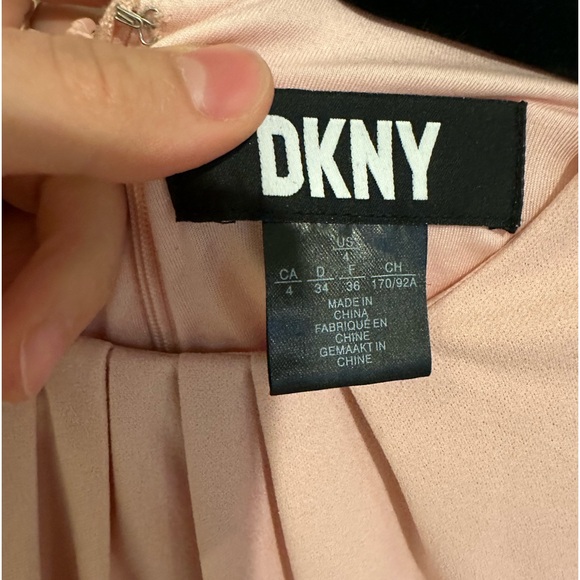 DKNY
US
4
CA D F CH
4 34 36 170/92A
MADE IN
CHINA
FABRIQUÉ EN
CHINE
GEMAAKT IN
CHINE